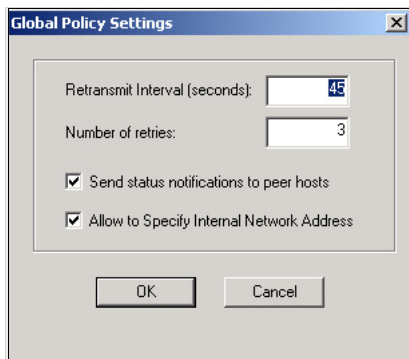 Global Policy Settings
Retransmit Interval (seconds): 45
Number of retries: 3
Send status notifications to peer hosts
Allow to Specify Internal Network Address
OK Cancel